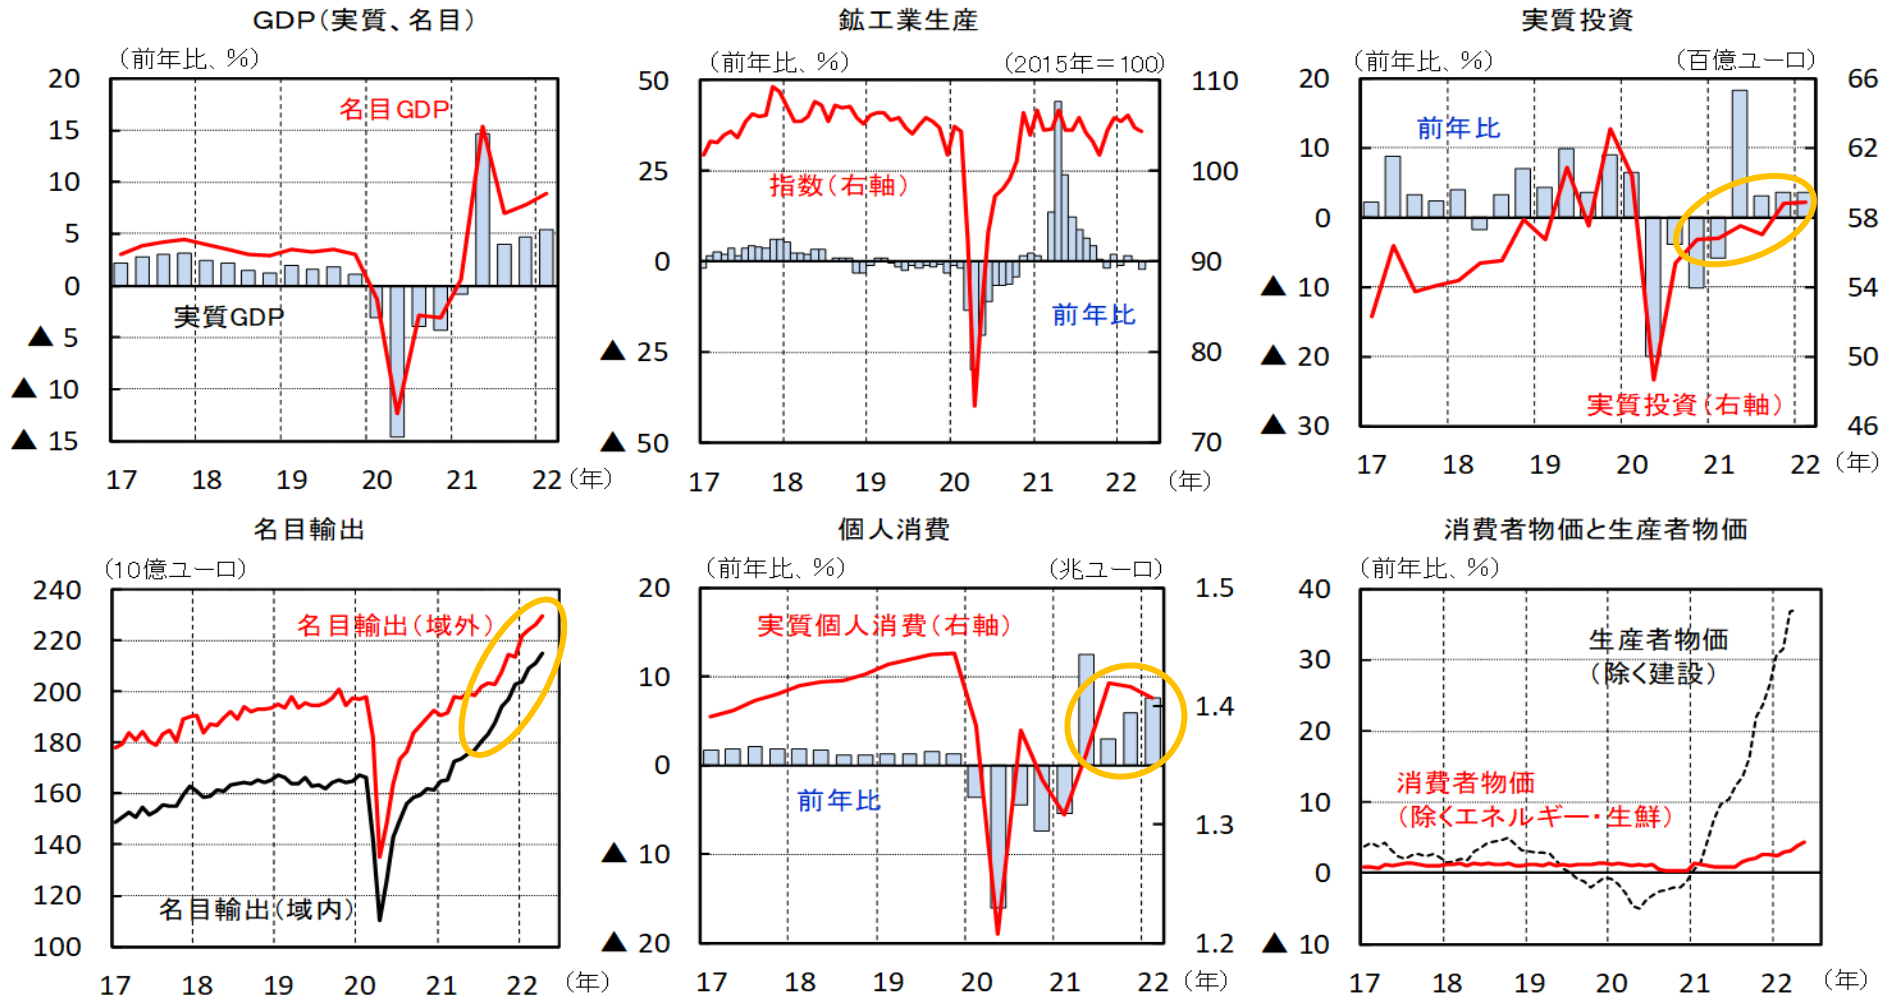 GDP（実質、名目）
（前年比、%）
20
15
10
5
0
▲ 5
▲ 10
▲ 15
名目GDP
実質GDP
17 18 19 20 21 22 （年）
鉱工業生産
（前年比、%） （2015年＝100）
50 110
25 100
0 90
▲ 25 80
▲ 50 70
指数（右軸）
前年比
17 18 19 20 21 22 （年）
実質投資
（前年比、%） （百億ユーロ）
20 66
10 62
0 58
▲ 10 54
▲ 20 50
▲ 30 46
前年比
実質投資（右軸）
17 18 19 20 21 22 （年）
名目輸出
（10億ユーロ）
240
220
200
180
160
140
120
100
名目輸出（域外）
名目輸出（域内）
17 18 19 20 21 22 （年）
個人消費
（前年比、%） （兆ユーロ）
20 1.5
10 1.4
0
▲ 10 1.3
▲ 20 1.2
実質個人消費（右軸）
前年比
17 18 19 20 21 22 （年）
消費者物価と生産者物価
（前年比、%）
40
30
20
10
0
▲ 10
生産者物価
（除く建設）
消費者物価
（除くエネルギー・生鮮）
17 18 19 20 21 22 （年）